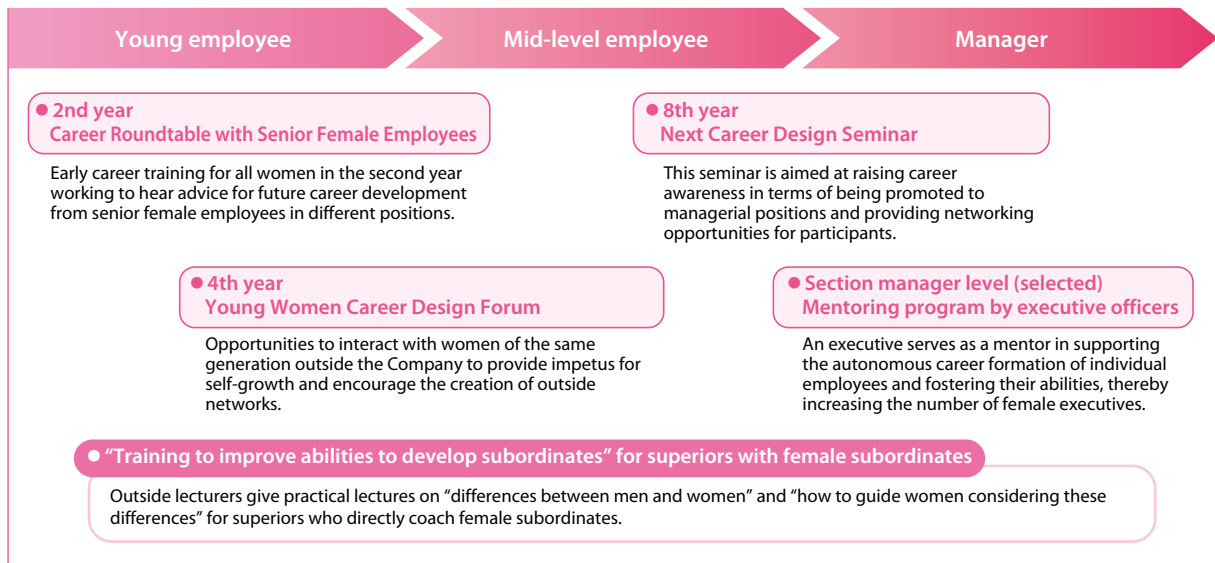 Young employee
Mid-level employee
Manager
● 2nd year
Career Roundtable with Senior Female Employees
Early career training for all women in the second year
working to hear advice for future career development
from senior female employees in different positions.
● 8th year
Next Career Design Seminar
This seminar is aimed at raising career
awareness in terms of being promoted to
managerial positions and providing networking
opportunities for participants.
● 4th year
Young Women Career Design Forum
Opportunities to interact with women of the same
generation outside the Company to provide impetus for
self-growth and encourage the creation of outside
networks.
● Section manager level (selected)
Mentoring program by executive officers
An executive serves as a mentor in supporting
the autonomous career formation of individual
employees and fostering their abilities, thereby
increasing the number of female executives.
● “Training to improve abilities to develop subordinates” for superiors with female subordinates
Outside lecturers give practical lectures on “differences between men and women” and “how to guide women considering these
differences” for superiors who directly coach female subordinates.